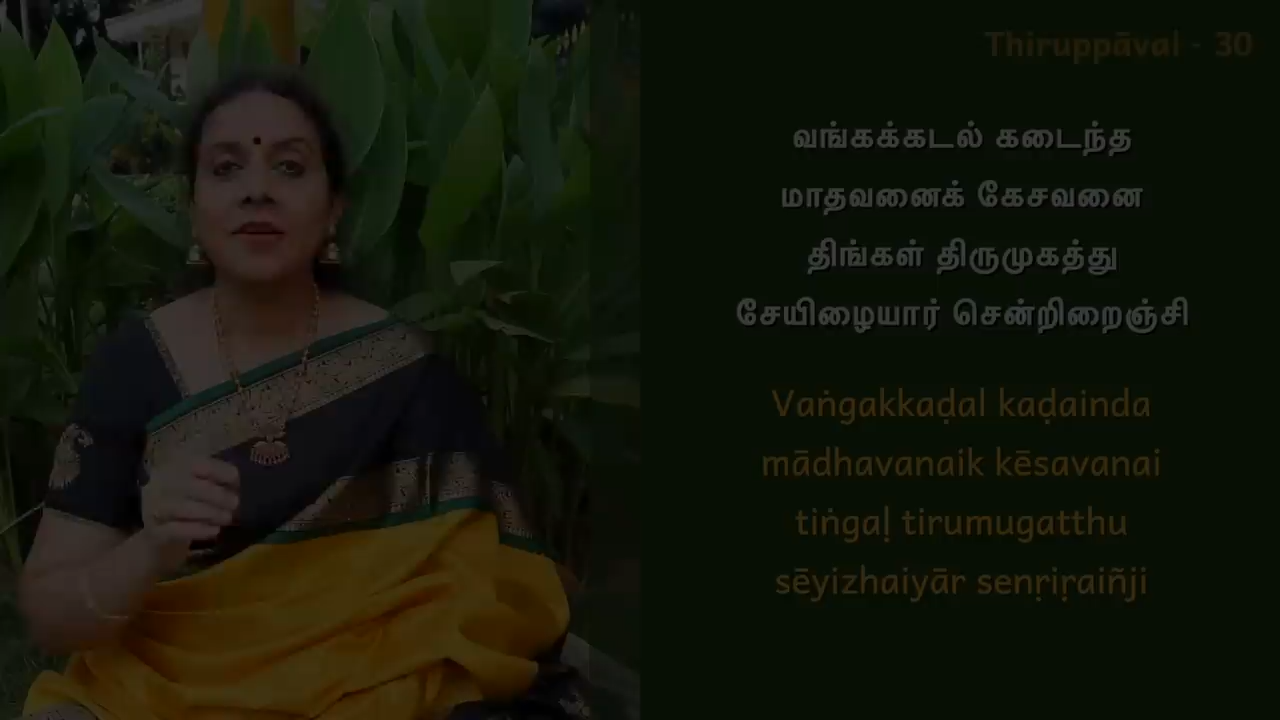 Thiruppāvai - 30
வங்கக்கடல் கடைந்த
மாதவனைக் கேசவனை
திங்கள் திருமுகத்து
சேயிழையார் சென்றிறைஞ்சி
Vaṅgakkaḍal kaḍainda
mādhavanaik kēsavanai
tiṅgaḷ tirumugatthu
sēyizhaiyār senṛiṛaiñji